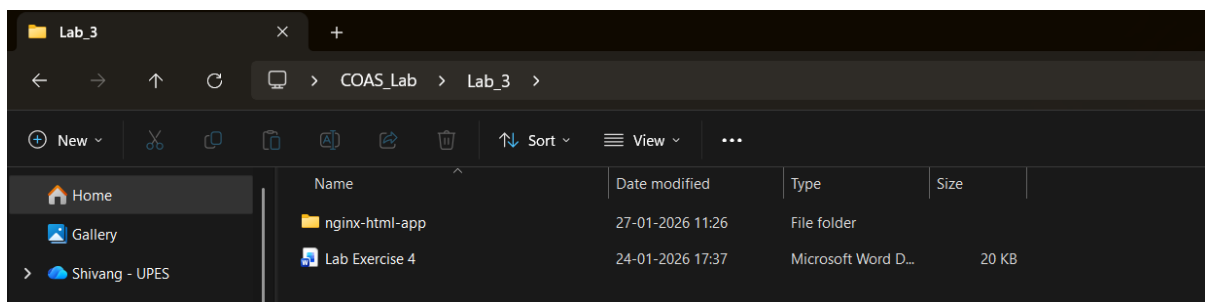 Lab_3
COAS_Lab > Lab_3 >
New Sort View
Name Date modified Type Size
Home
nginx-html-app 27-01-2026 11:26 File folder
Gallery
Lab Exercise 4 24-01-2026 17:37 Microsoft Word D... 20 KB
Shivang - UPES